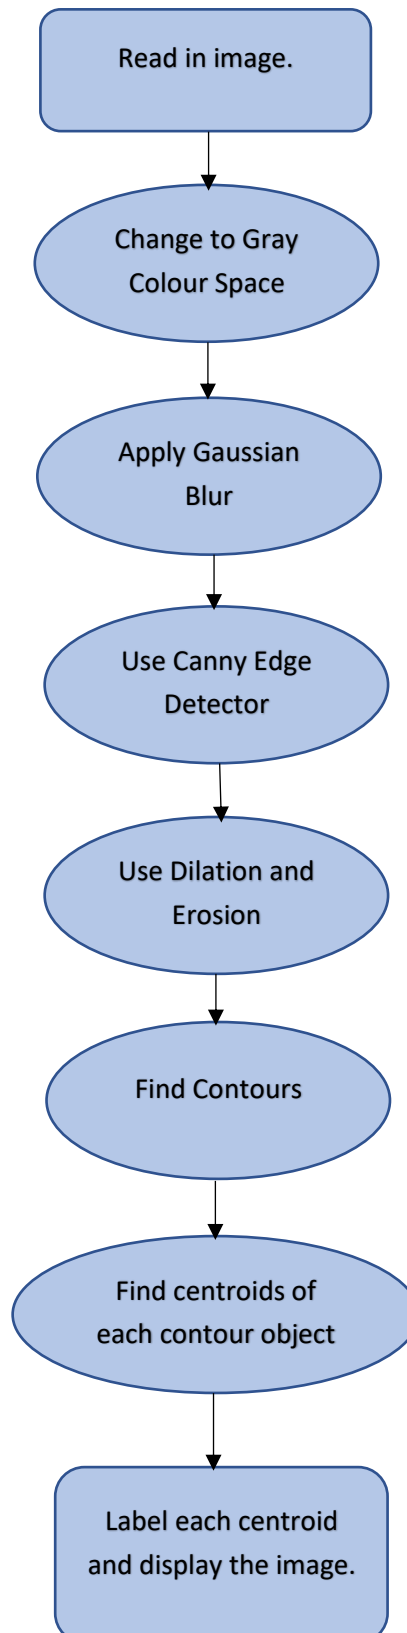 Read in image.
Change to Gray
Colour Space
Apply Gaussian
Blur
Use Canny Edge
Detector
Use Dilation and
Erosion
Find Contours
Find centroids of
each contour object
Label each centroid
and display the image.